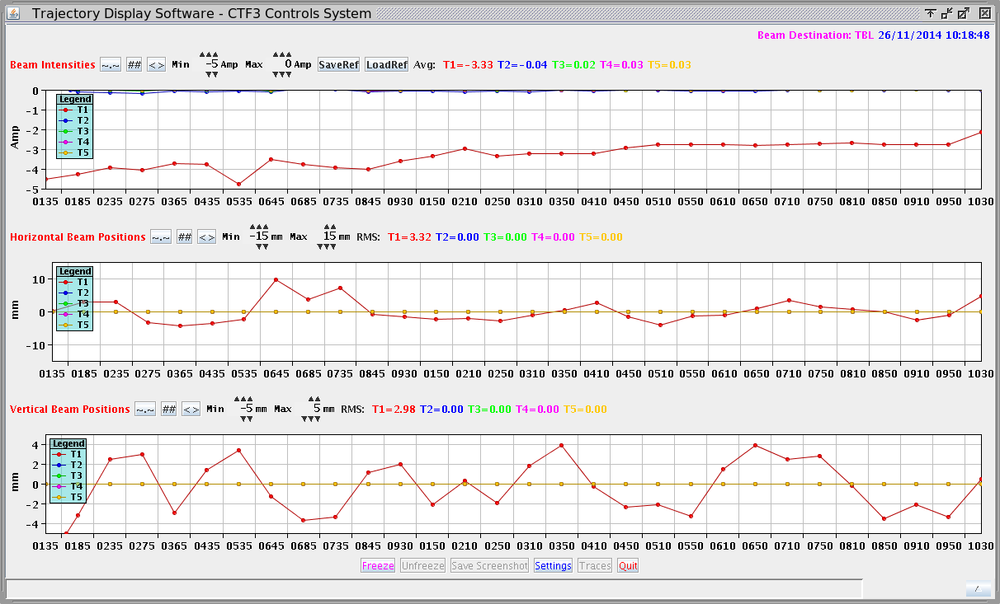 Trajectory Display Software - CTF3 Controls System
Beam Destination: TBL 26/11/2014 10:18:48
Beam Intensities ~.~ ## <> Min -5 Amp Max 0 Amp SaveRef LoadRef Avg: T1=-3.33 T2=-0.04 T3=0.02 T4=0.03 T5=0.03
Amp
0
-1
-2
-3
-4
-5
Legend
T1
T2
T3
T4
T5
0135 0185 0235 0275 0365 0435 0535 0645 0685 0735 0845 0930 0150 0210 0250 0310 0350 0410 0450 0510 0550 0610 0650 0710 0750 0810 0850 0910 0950 1030
Horizontal Beam Positions ~.~ ## <> Min -15 mm Max 15 mm RMS: T1=3.32 T2=0.00 T3=0.00 T4=0.00 T5=0.00
mm
10
0
-10
Legend
T1
T2
T3
T4
T5
0135 0185 0235 0275 0365 0435 0535 0645 0685 0735 0845 0930 0150 0210 0250 0310 0350 0410 0450 0510 0550 0610 0650 0710 0750 0810 0850 0910 0950 1030
Vertical Beam Positions ~.~ ## <> Min -5 mm Max 5 mm RMS: T1=2.98 T2=0.00 T3=0.00 T4=0.00 T5=0.00
mm
4
2
0
-2
-4
Legend
T1
T2
T3
T4
T5
0135 0185 0235 0275 0365 0435 0535 0645 0685 0735 0845 0930 0150 0210 0250 0310 0350 0410 0450 0510 0550 0610 0650 0710 0750 0810 0850 0910 0950 1030
Freeze Unfreeze Save Screenshot Settings Traces Quit
/